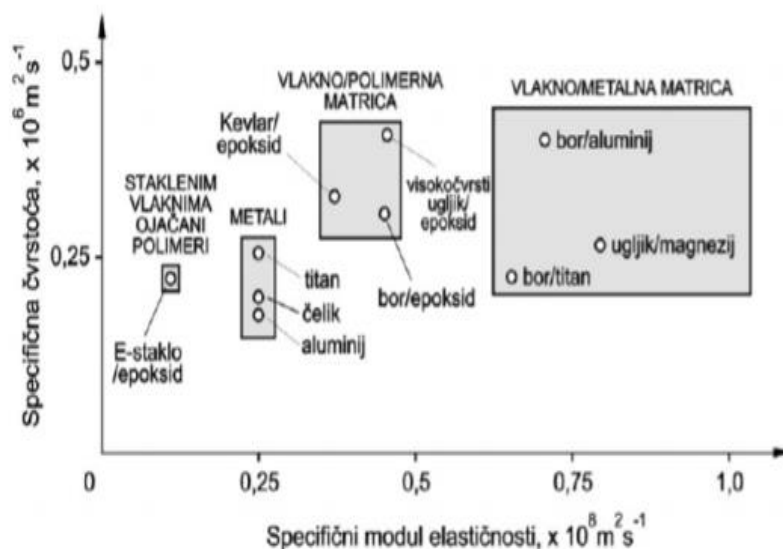 Specifična čvrstoća, x 10⁶ m² s⁻¹
0,5
0,25
0
STAKLENIM
VLAKNIMA
OJAČANI
POLIMERI
E-staklo
/epoksid
METALI
titan
čelik
aluminij
VLAKNO/POLIMERNA
MATRICA
Kevlar/
epoksid
visokočvrsti
ugljik/
epoksid
bor/epoksid
VLAKNO/METALNA MATRICA
bor/aluminij
ugljik/magnezij
bor/titan
0,25
0,5
0,75
1,0
Specifični modul elastičnosti, x 10⁸ m² s⁻¹